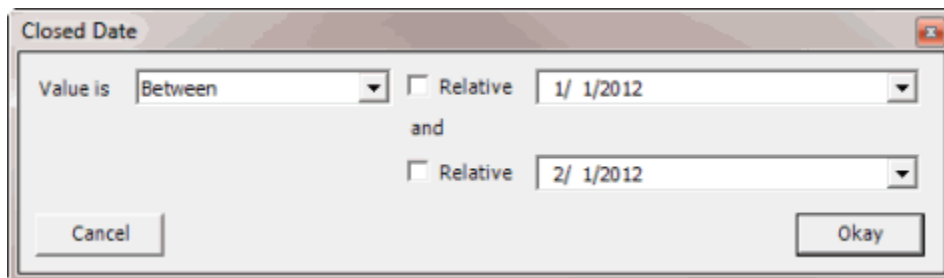 Closed Date
Value is Between Relative 1/ 1/2012
and
Relative 2/ 1/2012
Cancel Okay